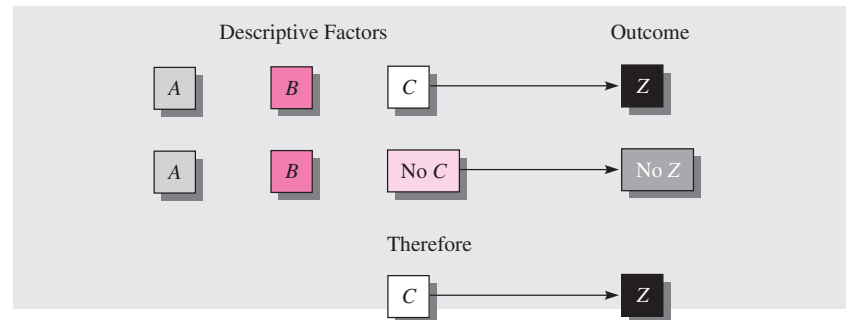 Descriptive Factors Outcome
A B C Z
A B No C No Z
Therefore
C Z